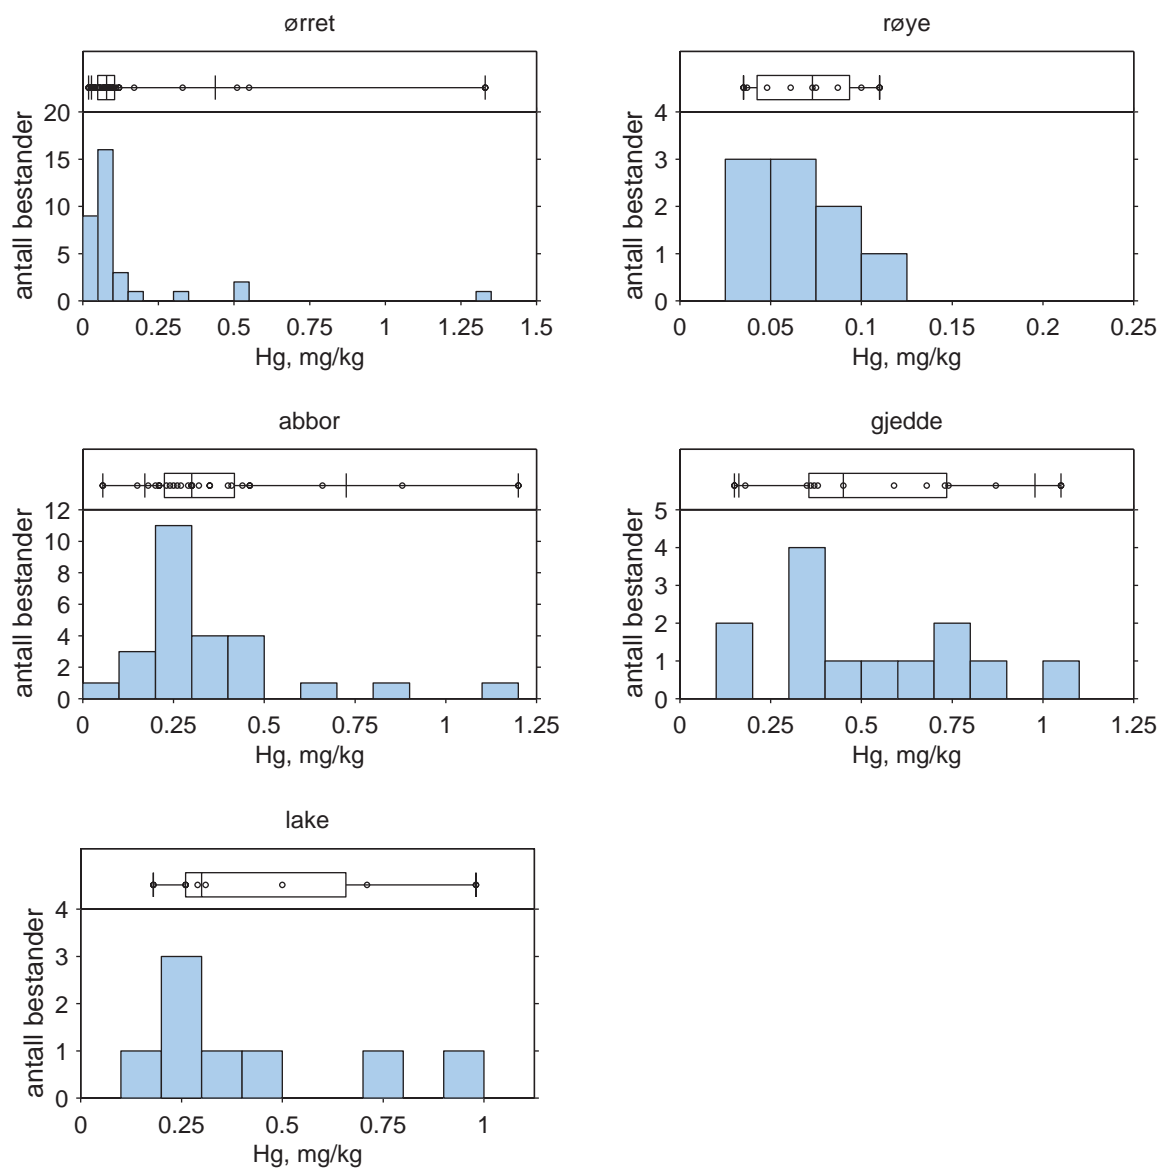 ørret
20
15
10
5
0
antall bestander
0 0.25 0.5 0.75 1 1.25 1.5
Hg, mg/kg
røye
4
3
2
1
0
antall bestander
0 0.05 0.1 0.15 0.2 0.25
Hg, mg/kg
abbor
12
10
8
6
4
2
0
antall bestander
0 0.25 0.5 0.75 1 1.25
Hg, mg/kg
gjedde
5
4
3
2
1
0
antall bestander
0 0.25 0.5 0.75 1 1.25
Hg, mg/kg
lake
4
3
2
1
0
antall bestander
0 0.25 0.5 0.75 1
Hg, mg/kg